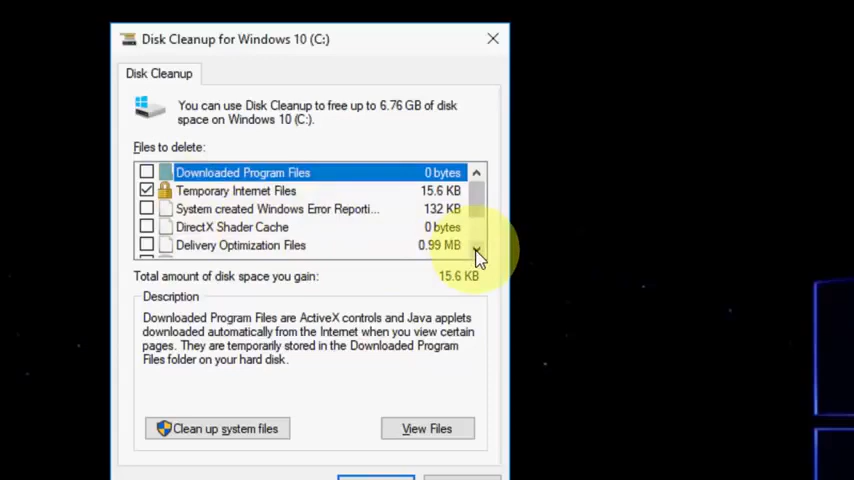 Disk Cleanup for Windows 10 (C:)
Disk Cleanup
You can use Disk Cleanup to free up to 6.76 GB of disk
space on Windows 10 (C:).
Files to delete:
Downloaded Program Files 0 bytes
Temporary Internet Files 15.6 KB
System created Windows Error Reporti... 132 KB
DirectX Shader Cache 0 bytes
Delivery Optimization Files 0.99 MB
Total amount of disk space you gain: 15.6 KB
Description
Downloaded Program Files are ActiveX controls and Java applets
downloaded automatically from the Internet when you view certain
pages. They are temporarily stored in the Downloaded Program
Files folder on your hard disk.
Clean up system files View Files